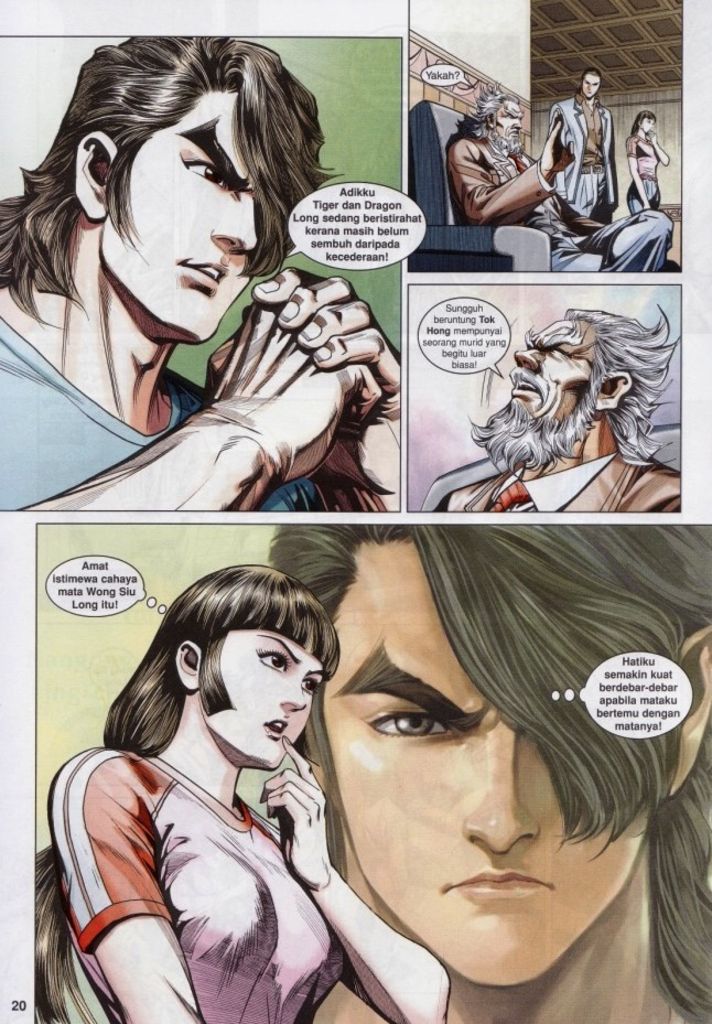 Adikku
Tiger dan Dragon
Long sedang beristirahat
kerana masih belum
sembuh daripada
kecederaan!
Yakah?
Sungguh
beruntung Tok
Hong mempunyai
seorang murid yang
begitu luar
biasa!
Amat
istimewa cahaya
mata Wong Siu
Long itu!
Hatiku
semakin kuat
berdebar-debar
apabila mataku
bertemu dengan
matanya!
20